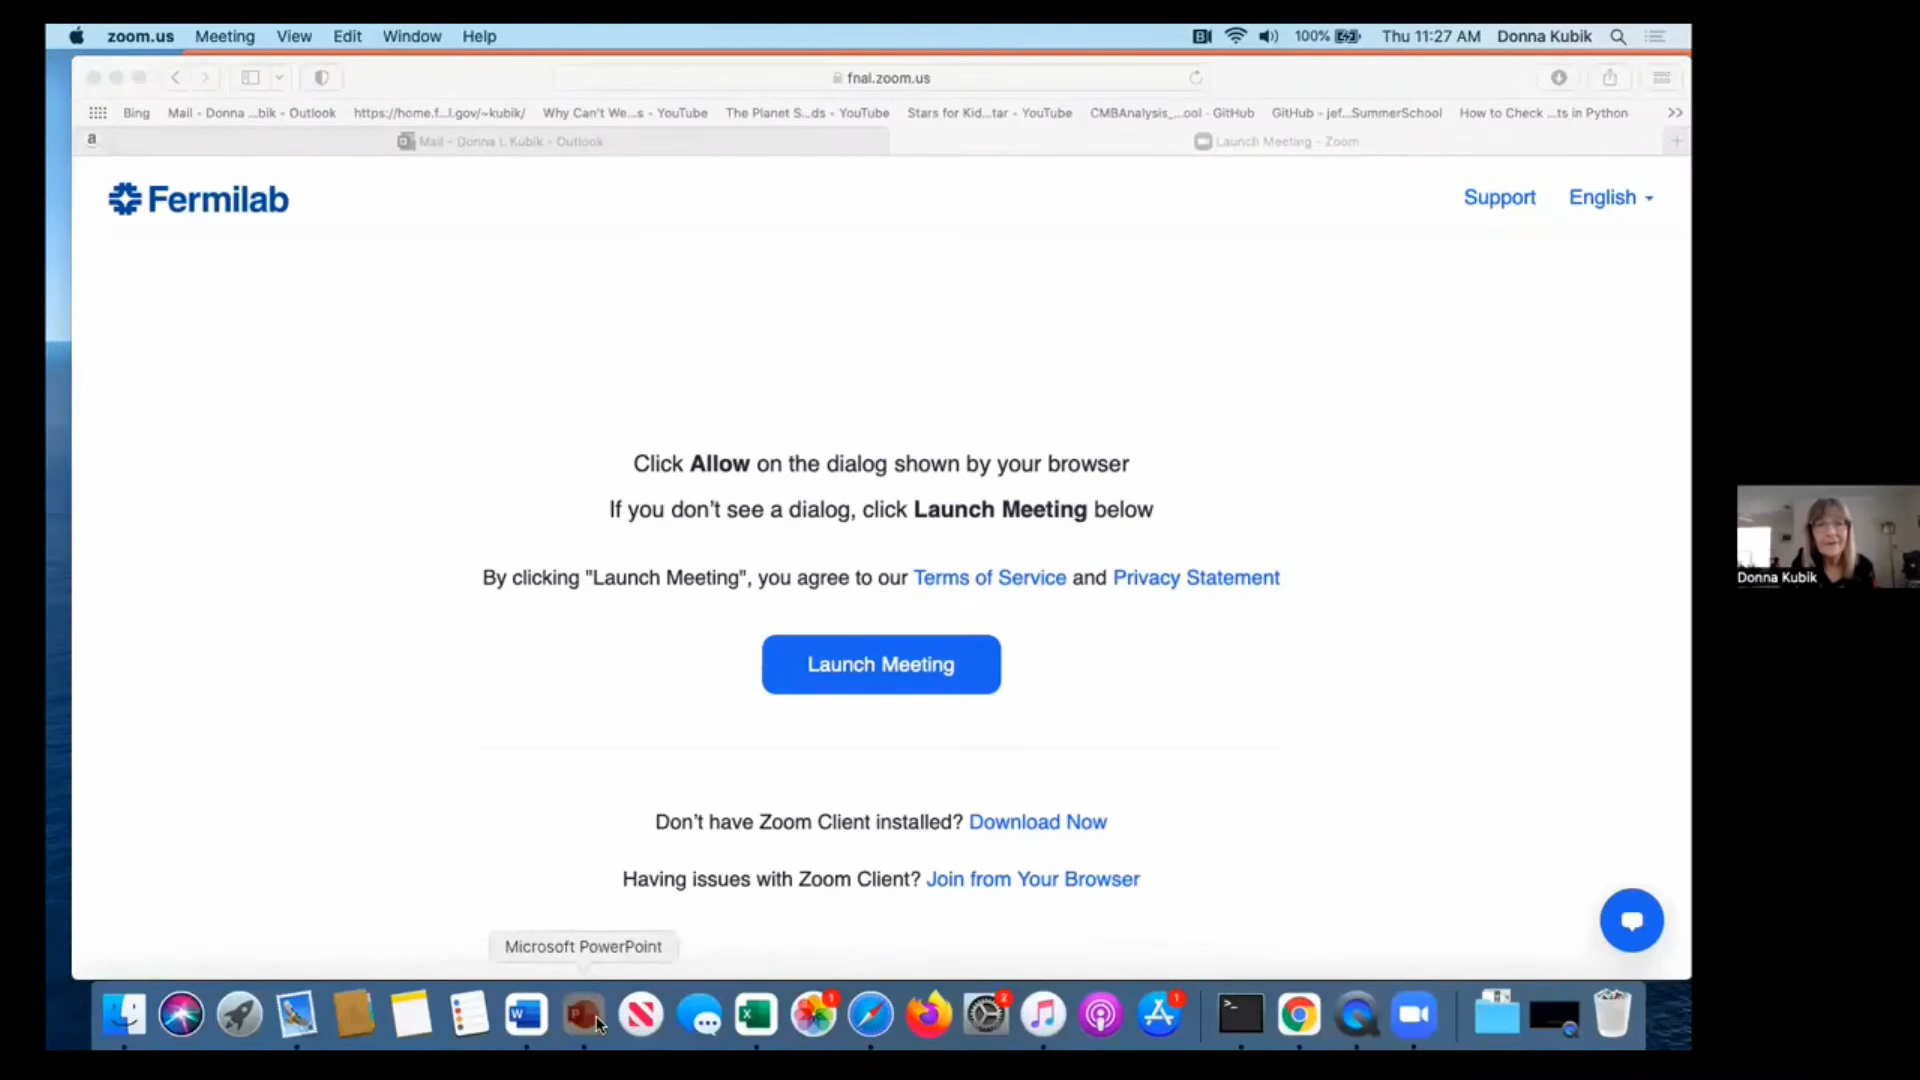 zoom.us Meeting View Edit Window Help 100% Thu 11:27 AM Donna Kubik
fnal.zoom.us
Bing Mail - Donna ...bik - Outlook https://home.f...l.gov/~kubik/ Why Can't We...s - YouTube The Planet S...ds - YouTube Stars for Kid...tar - YouTube CMBAnalysis_...ool · GitHub GitHub - jef...SummerSchool How to Check ...ts in Python >>
a Mail - Donna L Kubik - Outlook Launch Meeting - Zoom
Fermilab Support English
Click Allow on the dialog shown by your browser
If you don't see a dialog, click Launch Meeting below
By clicking "Launch Meeting", you agree to our Terms of Service and Privacy Statement
Donna Kubik
Launch Meeting
Don't have Zoom Client installed? Download Now
Having issues with Zoom Client? Join from Your Browser
Microsoft PowerPoint
W P X 1 2 1 >_